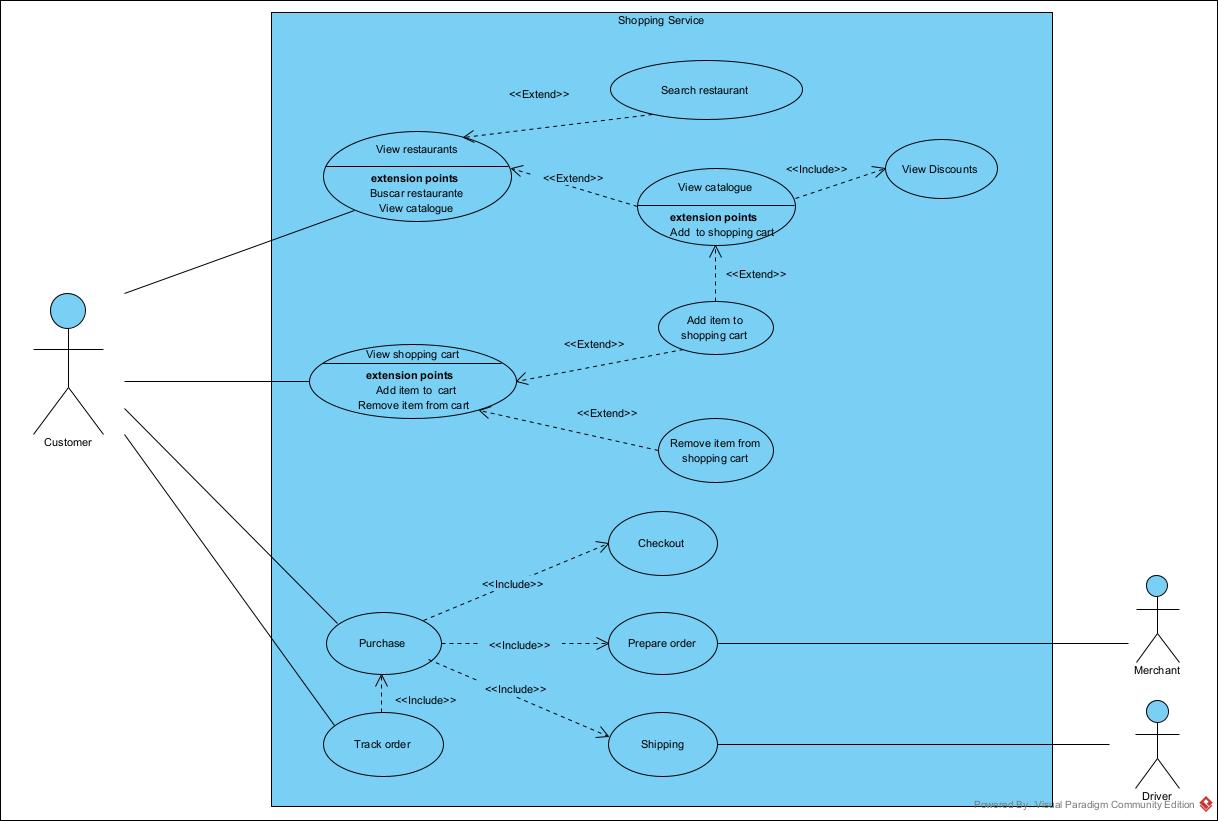 Shopping Service
<<Extend>>
Search restaurant
View restaurants
extension points
Buscar restaurante
View catalogue
<<Extend>>
View catalogue
extension points
Add  to shopping cart
<<Include>>
View Discounts
<<Extend>>
Add item to
shopping cart
<<Extend>>
View shopping cart
extension points
Add item to  cart
Remove item from cart
<<Extend>>
Remove item from
shopping cart
Customer
Checkout
<<Include>>
Purchase
<<Include>>
Prepare order
Merchant
<<Include>>
<<Include>>
Track order
Shipping
Driver
Powered By: Visual Paradigm Community Edition